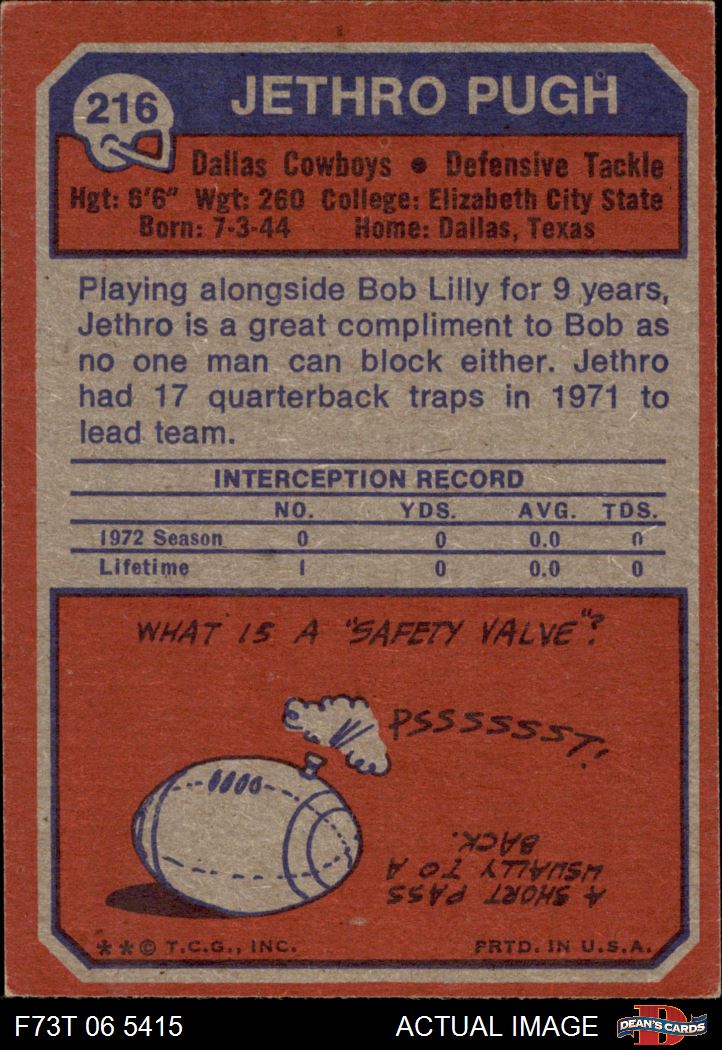 216
JETHRO PUGH
Dallas Cowboys • Defensive Tackle
Hgt: 6'6" Wgt: 260 College: Elizabeth City State
Born: 7-3-44 Home: Dallas, Texas
Playing alongside Bob Lilly for 9 years,
Jethro is a great compliment to Bob as
no one man can block either. Jethro
had 17 quarterback traps in 1971 to
lead team.
INTERCEPTION RECORD
NO. YDS. AVG. TDS.
1972 Season 0 0 0.0 0
Lifetime 1 0 0.0 0
WHAT IS A "SAFETY VALVE"?
PSSSSSSST!
A SHORT PASS
USUALLY TO A
BACK.
**© T.C.G., INC. PRTD. IN U.S.A.
F73T 06 5415 ACTUAL IMAGE
D
DEAN'S CARDS